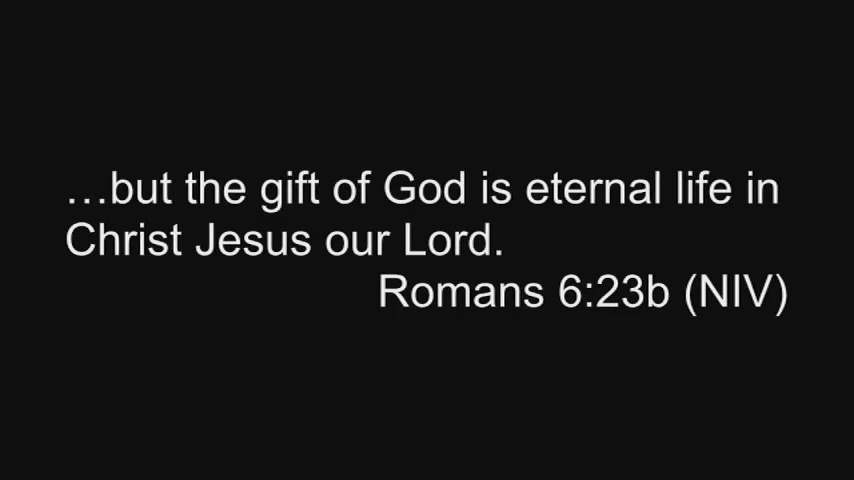 …but the gift of God is eternal life in
Christ Jesus our Lord.
Romans 6:23b (NIV)